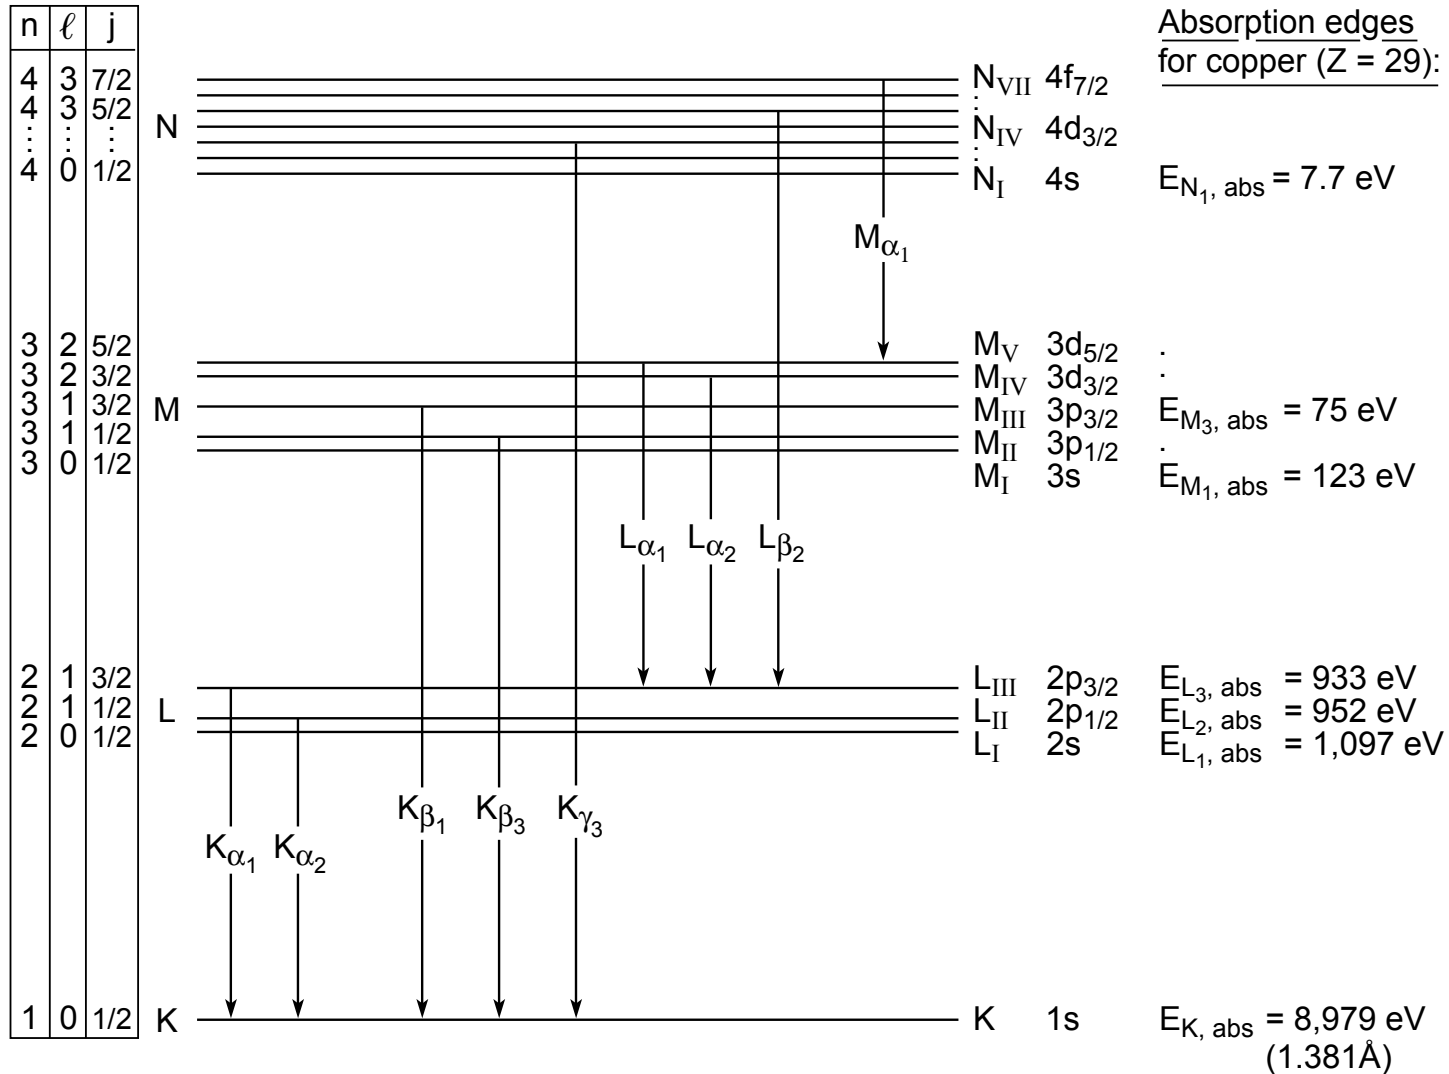 n ℓ j
Absorption edges
for copper (Z = 29):
4 3 7/2 N_VII 4f_7/2
4 3 5/2 .
⋮ ⋮ ⋮ N N_IV 4d_3/2
4 0 1/2 N_I 4s E_N₁, abs = 7.7 eV
M_α₁
3 2 5/2 M_V 3d_5/2 .
3 2 3/2 M_IV 3d_3/2 .
3 1 3/2 M M_III 3p_3/2 E_M₃, abs = 75 eV
3 1 1/2 M_II 3p_1/2 .
3 0 1/2 M_I 3s E_M₁, abs = 123 eV
L_α₁ L_α₂ L_β₂
2 1 3/2 L_III 2p_3/2 E_L₃, abs = 933 eV
2 1 1/2 L L_II 2p_1/2 E_L₂, abs = 952 eV
2 0 1/2 L_I 2s E_L₁, abs = 1,097 eV
K_β₁ K_β₃ K_γ₃
K_α₁ K_α₂
1 0 1/2 K K 1s E_K, abs = 8,979 eV
(1.381Å)